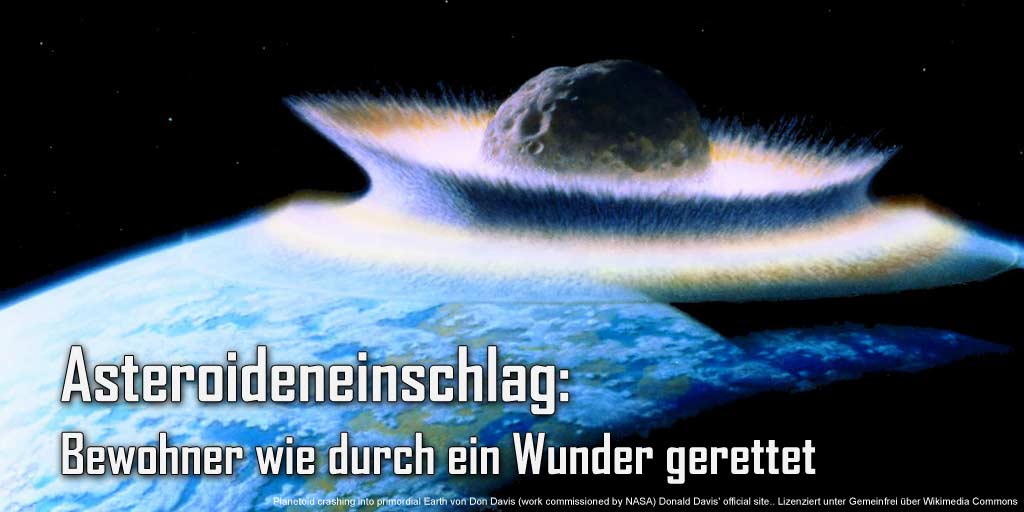 Asteroideneinschlag:
Bewohner wie durch ein Wunder gerettet
Planetoid crashing into primordial Earth von Don Davis (work commissioned by NASA) Donald Davis' official site.. Lizenziert unter Gemeinfrei über Wikimedia Commons